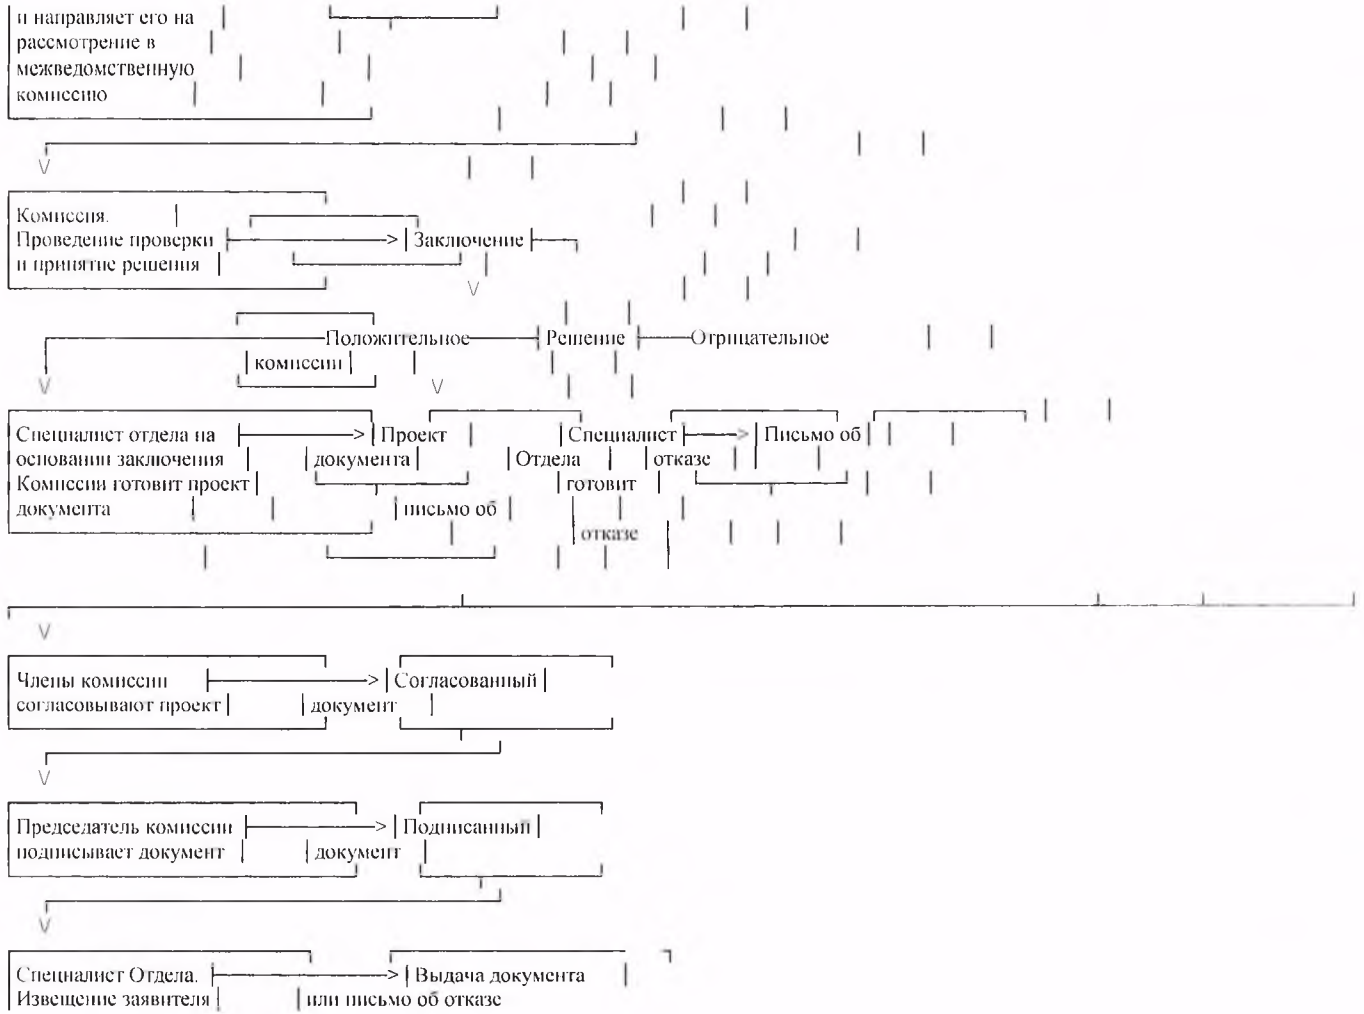 и направляет его на
рассмотрение в
межведомственную
комиссию
Комиссия.
Проведение проверки Заключение
и принятие решения
Положительное Решение Отрицательное
комиссии
Специалист отдела на Проект Специалист Письмо об
основании заключения документа Отдела отказе
Комиссии готовит проект готовит
документа письмо об
отказе
Члены комиссии Согласованный
согласовывают проект документ
Председатель комиссии Подписанный
подписывает документ документ
Специалист Отдела. Выдача документа
Извещение заявителя или письмо об отказе